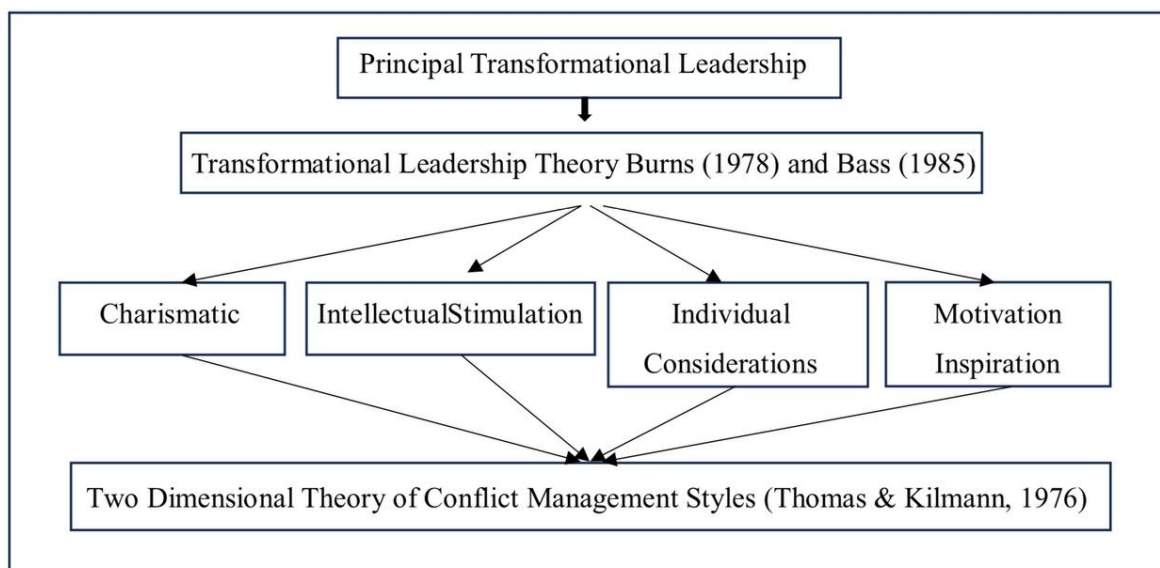 Principal Transformational Leadership
Transformational Leadership Theory Burns (1978) and Bass (1985)
Charismatic
IntellectualStimulation
Individual
Considerations
Motivation
Inspiration
Two Dimensional Theory of Conflict Management Styles (Thomas & Kilmann, 1976)